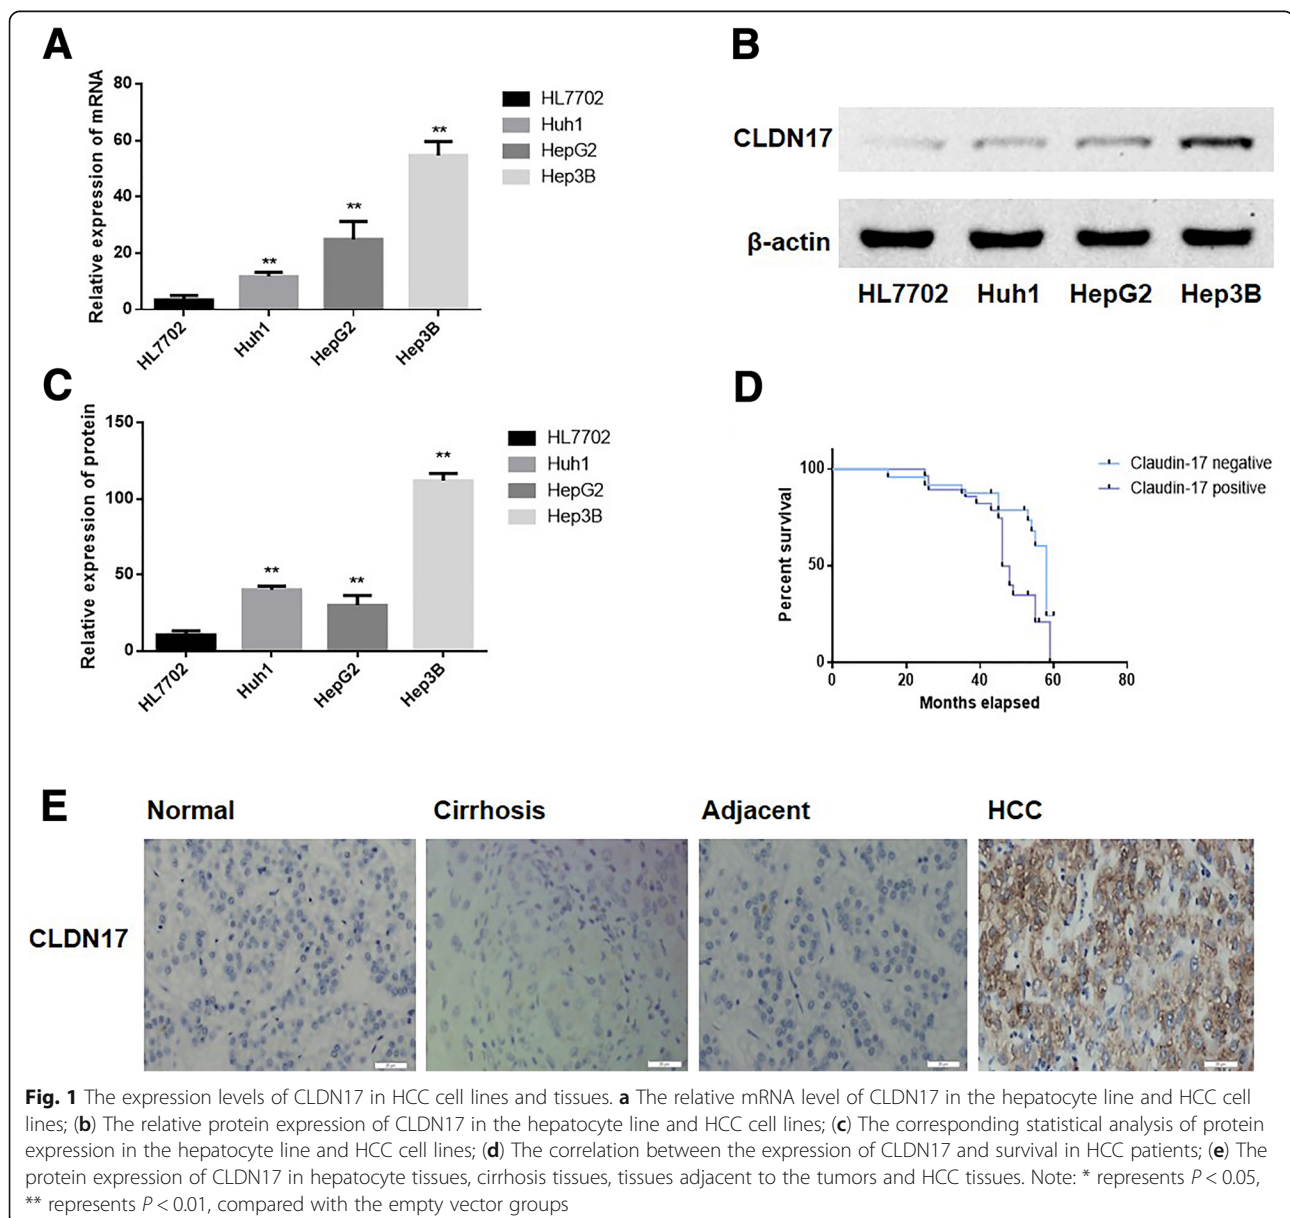 A
Relative expression of mRNA
80
60
40
20
0
**
**
**
HL7702
Huh1
HepG2
Hep3B
HL7702
Huh1
HepG2
Hep3B
B
CLDN17
β-actin
HL7702 Huh1 HepG2 Hep3B
C
Relative expression of protein
150
100
50
0
**
**
**
HL7702
Huh1
HepG2
Hep3B
HL7702
Huh1
HepG2
Hep3B
D
Percent survival
100
50
0
0 20 40 60 80
Months elapsed
Claudin-17 negative
Claudin-17 positive
E
Normal Cirrhosis Adjacent HCC
CLDN17
Fig. 1 The expression levels of CLDN17 in HCC cell lines and tissues. a The relative mRNA level of CLDN17 in the hepatocyte line and HCC cell
lines; (b) The relative protein expression of CLDN17 in the hepatocyte line and HCC cell lines; (c) The corresponding statistical analysis of protein
expression in the hepatocyte line and HCC cell lines; (d) The correlation between the expression of CLDN17 and survival in HCC patients; (e) The
protein expression of CLDN17 in hepatocyte tissues, cirrhosis tissues, tissues adjacent to the tumors and HCC tissues. Note: * represents P < 0.05,
** represents P < 0.01, compared with the empty vector groups